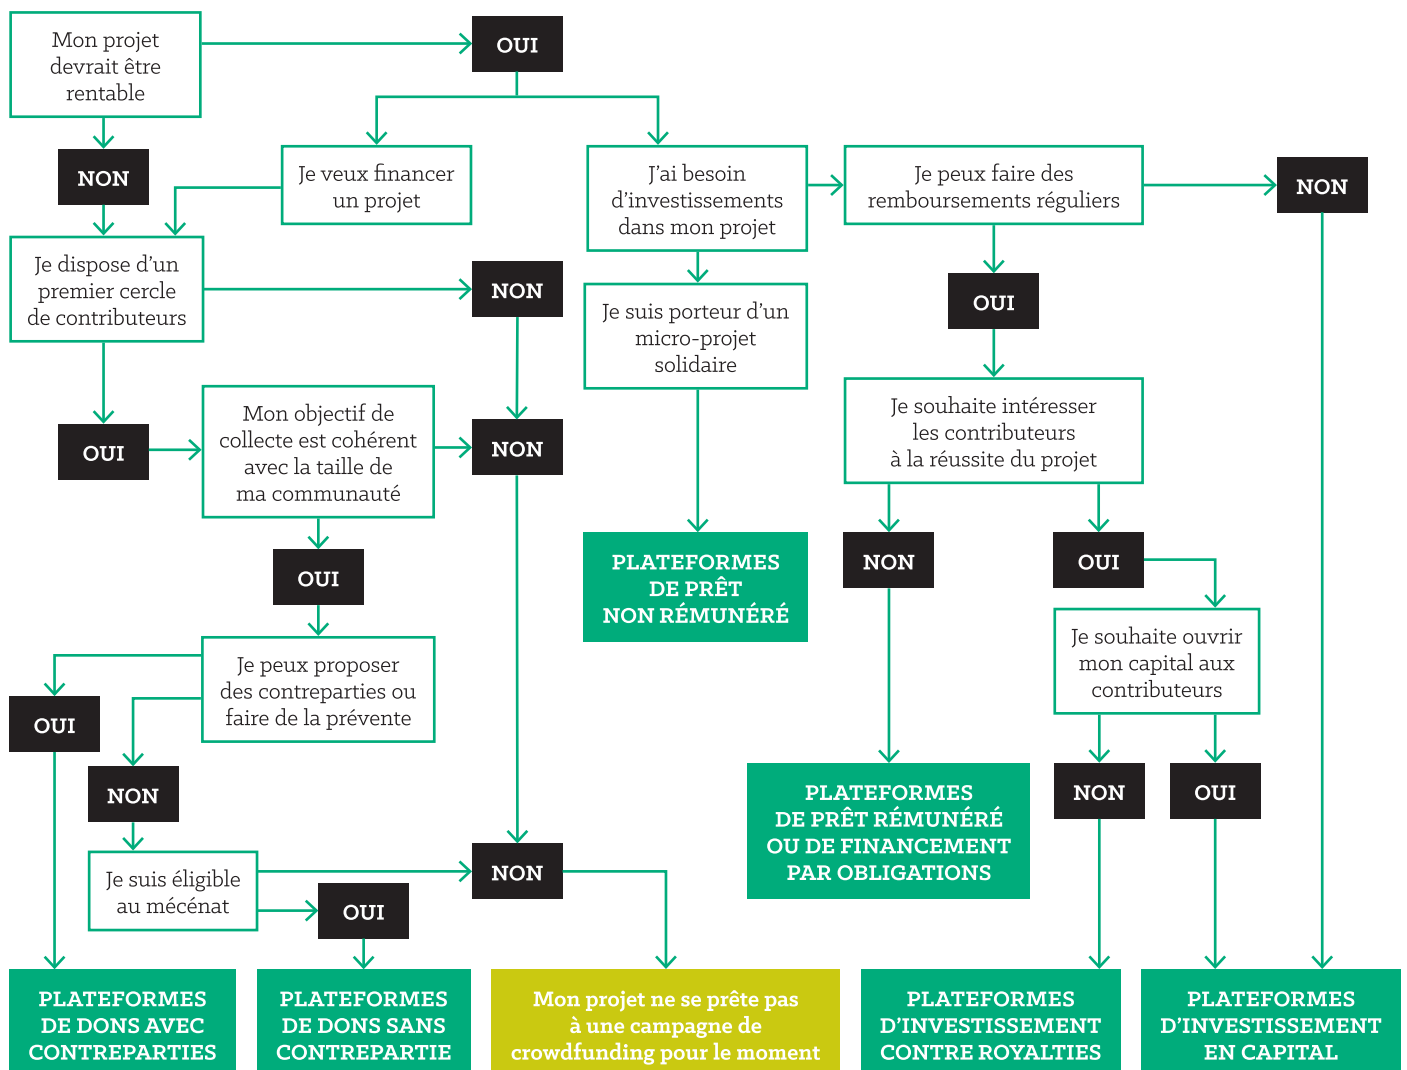 Mon projet
devrait être
rentable
OUI
NON
Je veux financer
un projet
J’ai besoin
d’investissements
dans mon projet
Je peux faire des
remboursements réguliers
NON
Je dispose d’un
premier cercle
de contributeurs
NON
Je suis porteur d’un
micro-projet
solidaire
OUI
OUI
Mon objectif de
collecte est cohérent
avec la taille de
ma communauté
NON
Je souhaite intéresser
les contributeurs
à la réussite du projet
OUI
PLATEFORMES
DE PRÊT
NON RÉMUNÉRÉ
NON
OUI
Je peux proposer
des contreparties ou
faire de la prévente
Je souhaite ouvrir
mon capital aux
contributeurs
OUI
NON
PLATEFORMES
DE PRÊT RÉMUNÉRÉ
OU DE FINANCEMENT
PAR OBLIGATIONS
NON
OUI
Je suis éligible
au mécénat
NON
OUI
PLATEFORMES
DE DONS AVEC
CONTREPARTIES
PLATEFORMES
DE DONS SANS
CONTREPARTIE
Mon projet ne se prête pas
à une campagne de
crowdfunding pour le moment
PLATEFORMES
D’INVESTISSEMENT
CONTRE ROYALTIES
PLATEFORMES
D’INVESTISSEMENT
EN CAPITAL